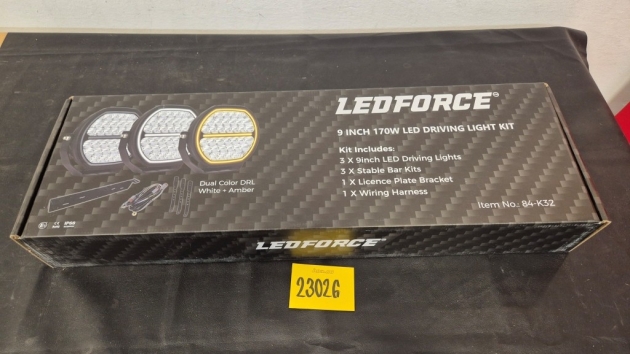 LEDFORCE®
9 INCH 170W LED DRIVING LIGHT KIT
Kit Includes:
3 X 9inch LED Driving Lights
3 X Stable Bar Kits
1 X Licence Plate Bracket
1 X Wiring Harness
Item No.: 84-K32
Dual Color DRL
White + Amber
LEDFORCE®
23026